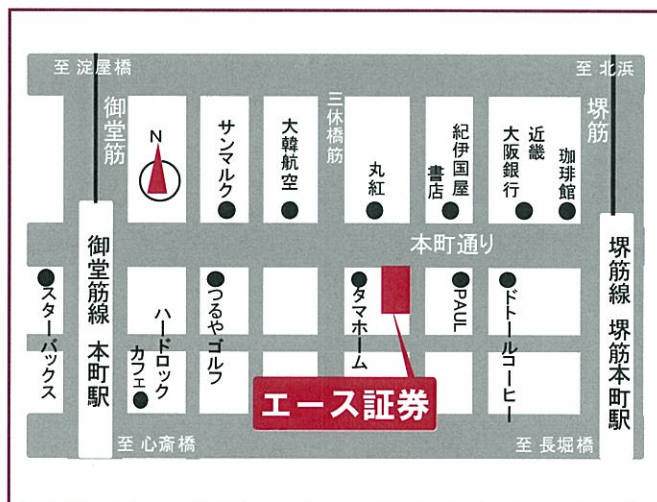 至 淀屋橋
至 北浜
御堂筋
N
サンマルク
大韓航空
三休橋筋
丸紅
紀伊国屋
書店
近畿
大阪銀行
珈琲館
堺筋
本町通り
スターバックス
御堂筋線 本町駅
ハードロック
カフェ
つるやゴルフ
タマホーム
PAUL
ドトールコーヒー
堺筋線 堺筋本町駅
エース証券
至 心斎橋
至 長堀橋